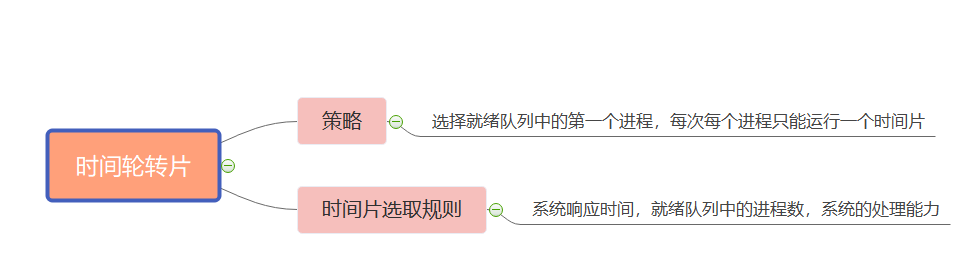 时间轮转片
策略
选择就绪队列中的第一个进程，每次每个进程只能运行一个时间片
时间片选取规则
系统响应时间，就绪队列中的进程数，系统的处理能力